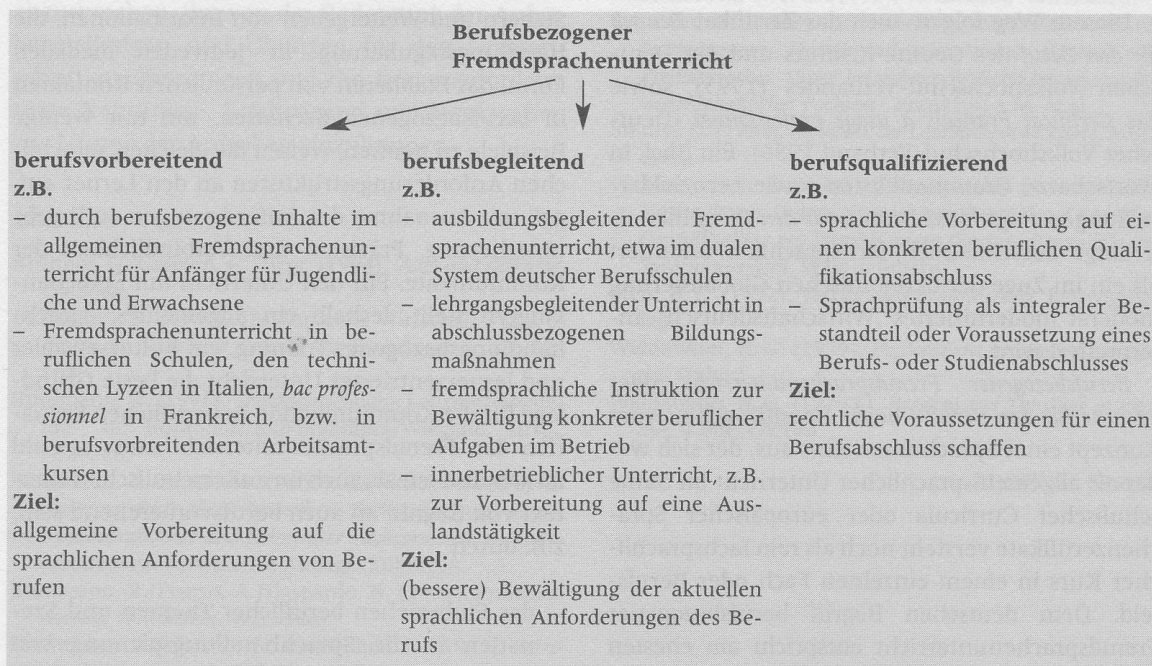 Berufsbezogener
Fremdsprachenunterricht
berufsvorbereitend
z.B.
– durch berufsbezogene Inhalte im
allgemeinen Fremdsprachenun-
terricht für Anfänger für Jugendli-
che und Erwachsene
– Fremdsprachenunterricht in be-
ruflichen Schulen, den techni-
schen Lyzeen in Italien, bac profes-
sionnel in Frankreich, bzw. in
berufsvorbereitenden Arbeitsamt-
kursen
Ziel:
allgemeine Vorbereitung auf die
sprachlichen Anforderungen von Be-
rufen
berufsbegleitend
z.B.
– ausbildungsbegleitender Fremd-
sprachenunterricht, etwa im dualen
System deutscher Berufsschulen
– lehrgangsbegleitender Unterricht in
abschlussbezogenen Bildungs-
maßnahmen
– fremdsprachliche Instruktion zur
Bewältigung konkreter beruflicher
Aufgaben im Betrieb
– innerbetrieblicher Unterricht, z.B.
zur Vorbereitung auf eine Aus-
landstätigkeit
Ziel:
(bessere) Bewältigung der aktuellen
sprachlichen Anforderungen des Be-
rufs
berufsqualifizierend
z.B.
– sprachliche Vorbereitung auf ei-
nen konkreten beruflichen Quali-
fikationsabschluss
– Sprachprüfung als integraler Be-
standteil oder Voraussetzung eines
Berufs- oder Studienabschlusses
Ziel:
rechtliche Voraussetzungen für einen
Berufsabschluss schaffen